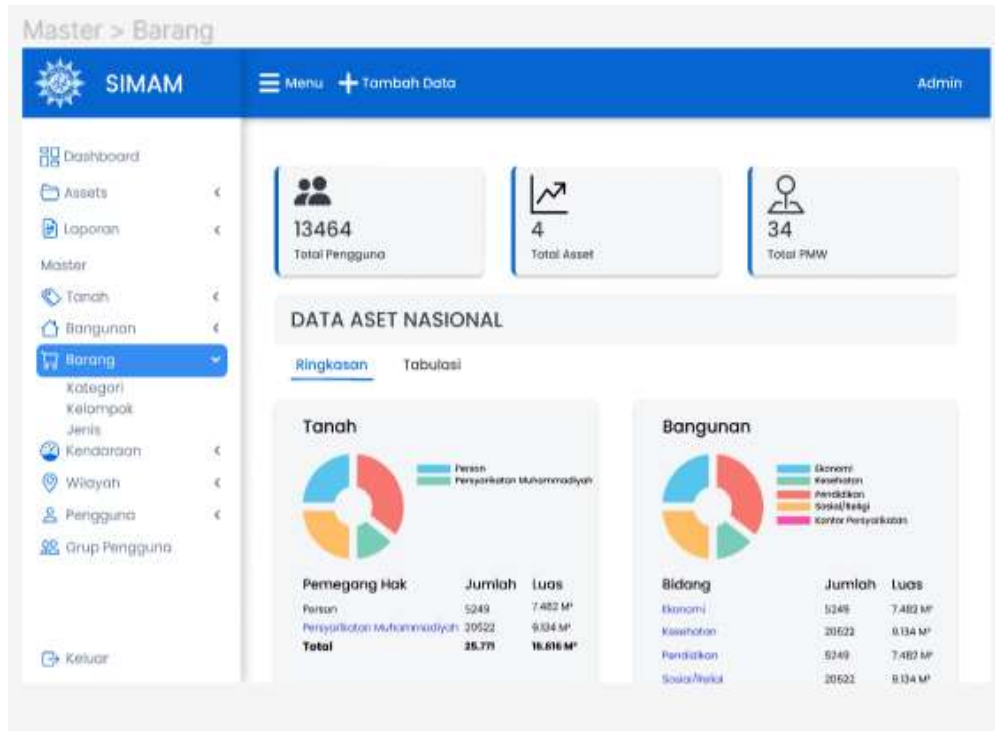 Master > Barang
SIMAM
Menu
Tambah Data
Admin
Dashboard
Assets
Laporan
Master
Tanah
Bangunan
Barang
Kategori
Kelompok
Jenis
Kendaraan
Wilayah
Pengguna
Grup Pengguna
Keluar
13464
Total Pengguna
4
Total Asset
34
Total PMW
DATA ASET NASIONAL
Ringkasan Tabulasi
Tanah
Person
Persyarikatan Muhammadiyah
Pemegang Hak Jumlah Luas
Person 5249 7.482 M²
Persyarikatan Muhammadiyah 20522 9.134 M²
Total 25.771 16.616 M²
Bangunan
Ekonomi
Kesehatan
Pendidikan
Sosial/Religi
Kantor Persyarikatan
Bidang Jumlah Luas
Ekonomi 5249 7.482 M²
Kesehatan 20522 9.134 M²
Pendidikan 5249 7.482 M²
Sosial/Religi 20522 9.134 M²